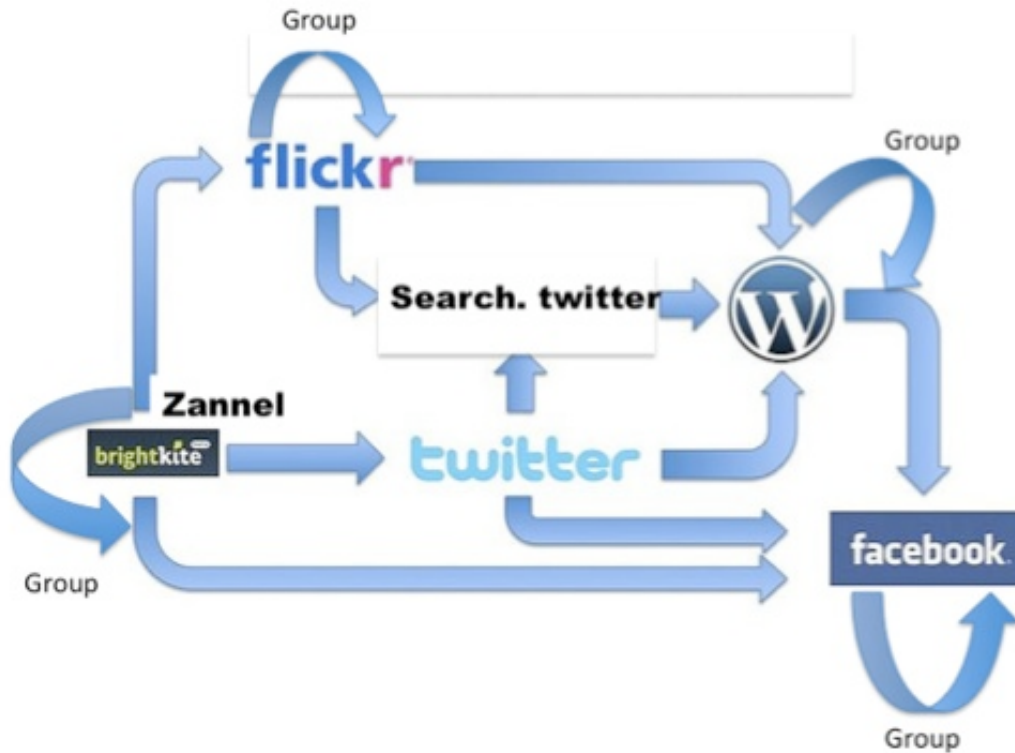 Group
flickr
Group
Search. twitter
W
Zannel
brightkite
twitter
facebook
Group
Group